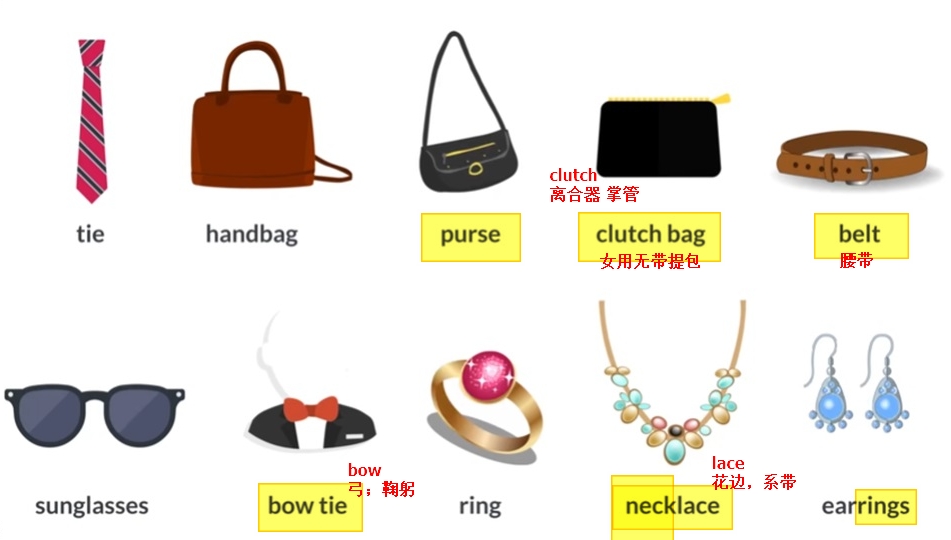 clutch
离合器 掌管
tie
handbag
purse
clutch bag
belt
女用无带提包
腰带
bow
弓；鞠躬
lace
花边，系带
sunglasses
bow tie
ring
necklace
earrings